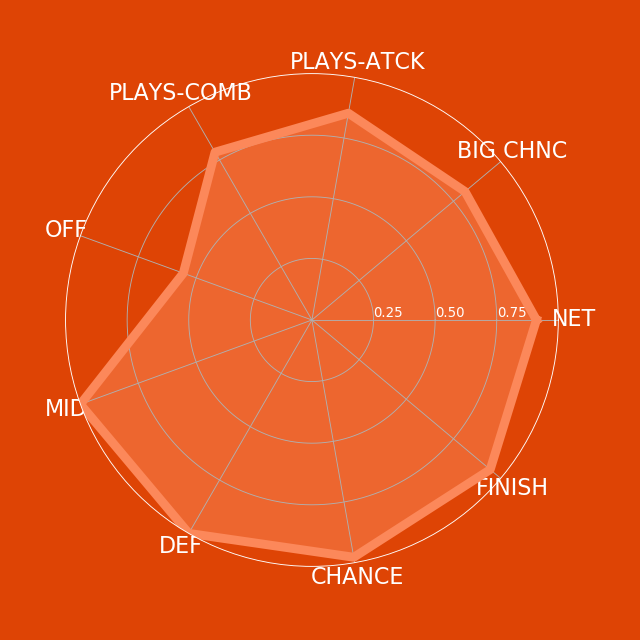 PLAYS-ATCK
PLAYS-COMB
BIG CHNC
OFF
0.25 0.50 0.75 NET
MID
FINISH
DEF
CHANCE